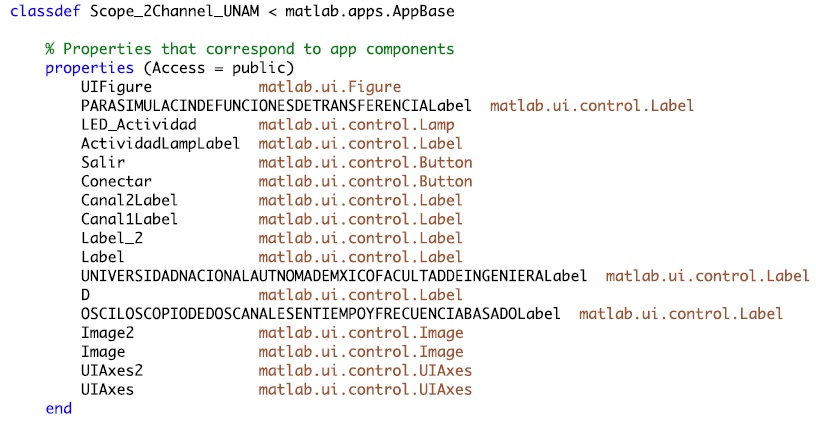 classdef Scope_2Channel_UNAM < matlab.apps.AppBase
% Properties that correspond to app components
properties (Access = public)
UIFigure matlab.ui.Figure
PARASIMULACINDEFUNCIONESDETRANSFERENCIALabel matlab.ui.control.Label
LED_Actividad matlab.ui.control.Lamp
ActividadLampLabel matlab.ui.control.Label
Salir matlab.ui.control.Button
Conectar matlab.ui.control.Button
Canal2Label matlab.ui.control.Label
Canal1Label matlab.ui.control.Label
Label_2 matlab.ui.control.Label
Label matlab.ui.control.Label
UNIVERSIDADNACIONALAUTNOMADEMXICOFACULTADDEINGENIERALabel matlab.ui.control.Label
D matlab.ui.control.Label
OSCILOSCOPIODEDOSCANALESENTIEMPOYFRECUENCIABASADOLabel matlab.ui.control.Label
Image2 matlab.ui.control.Image
Image matlab.ui.control.Image
UIAxes2 matlab.ui.control.UIAxes
UIAxes matlab.ui.control.UIAxes
end